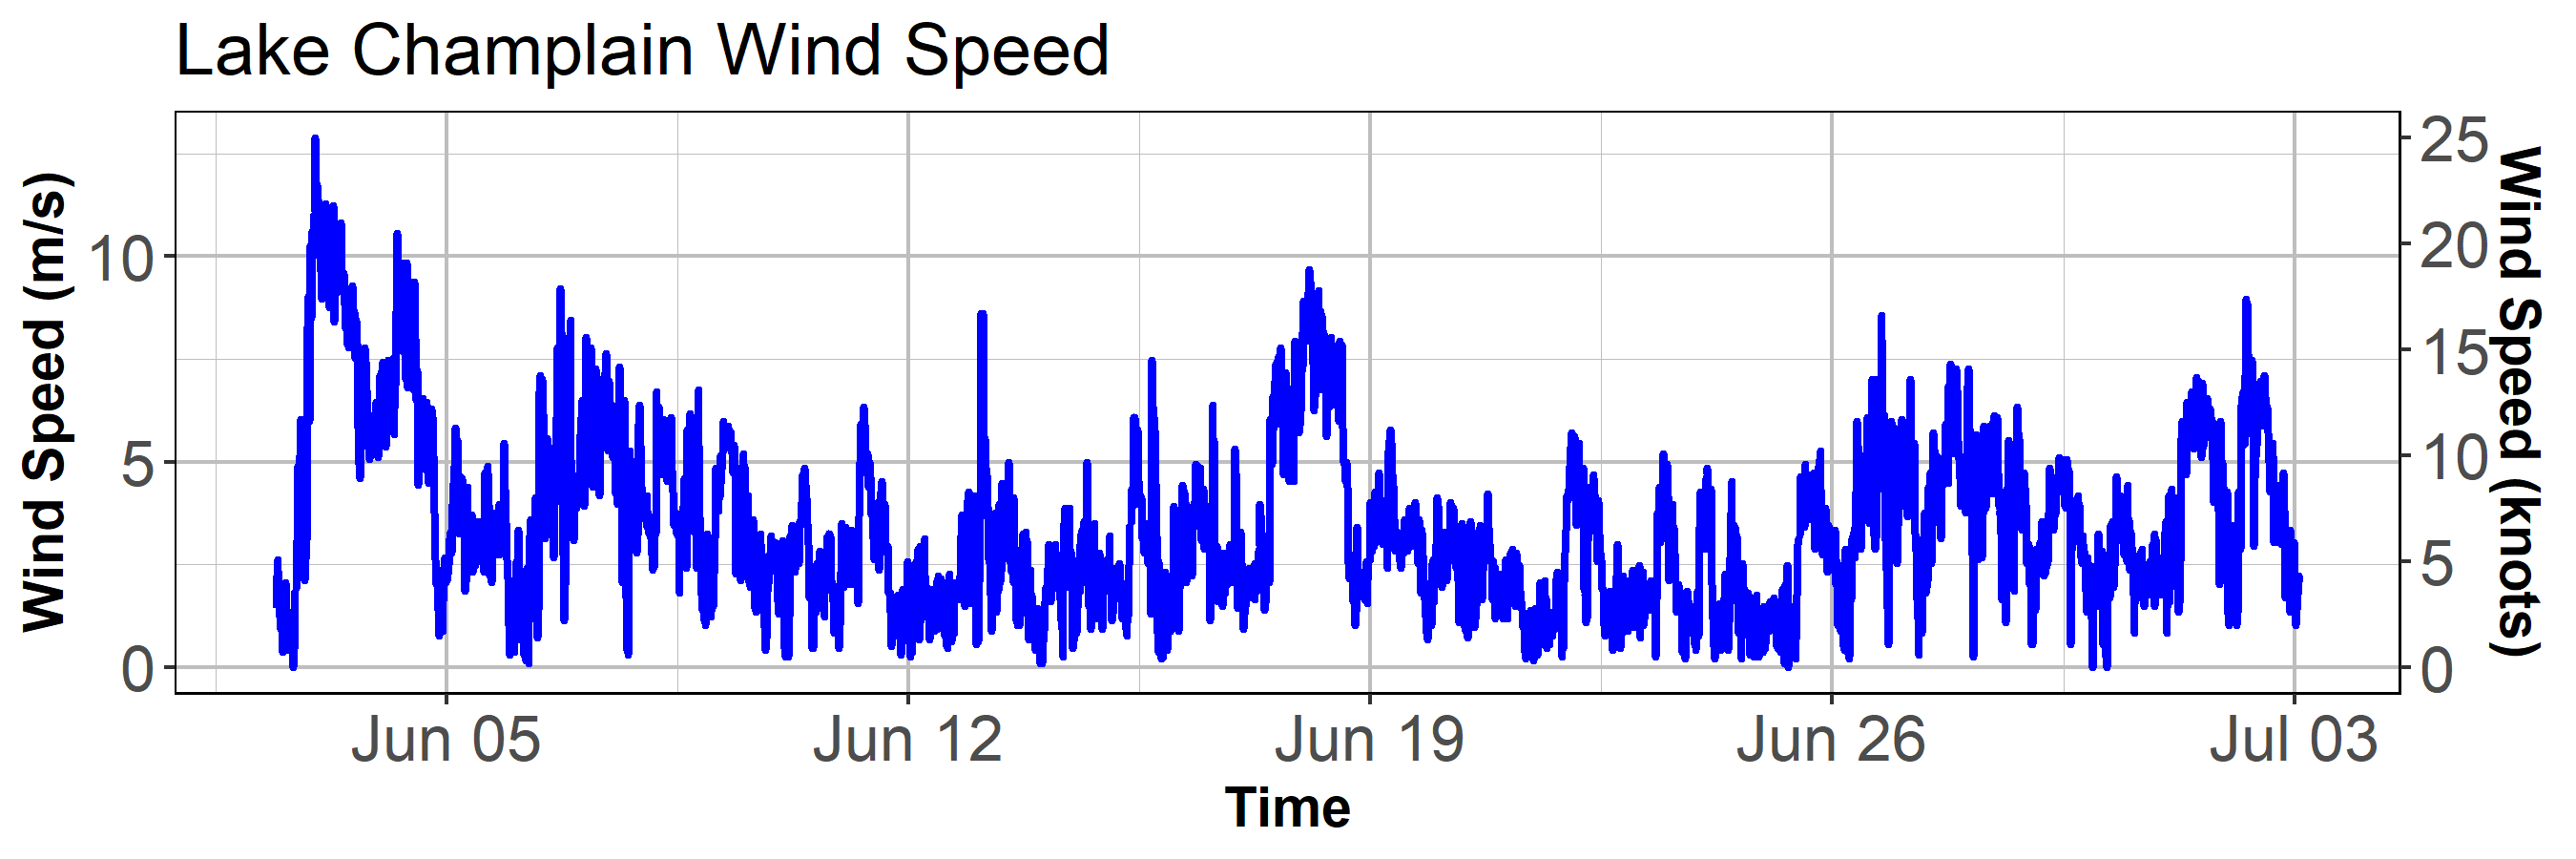 Lake Champlain Wind Speed
Wind Speed (m/s)
10
5
0
25
20
15
10
5
0
Wind Speed (knots)
Jun 05
Jun 12
Jun 19
Jun 26
Jul 03
Time